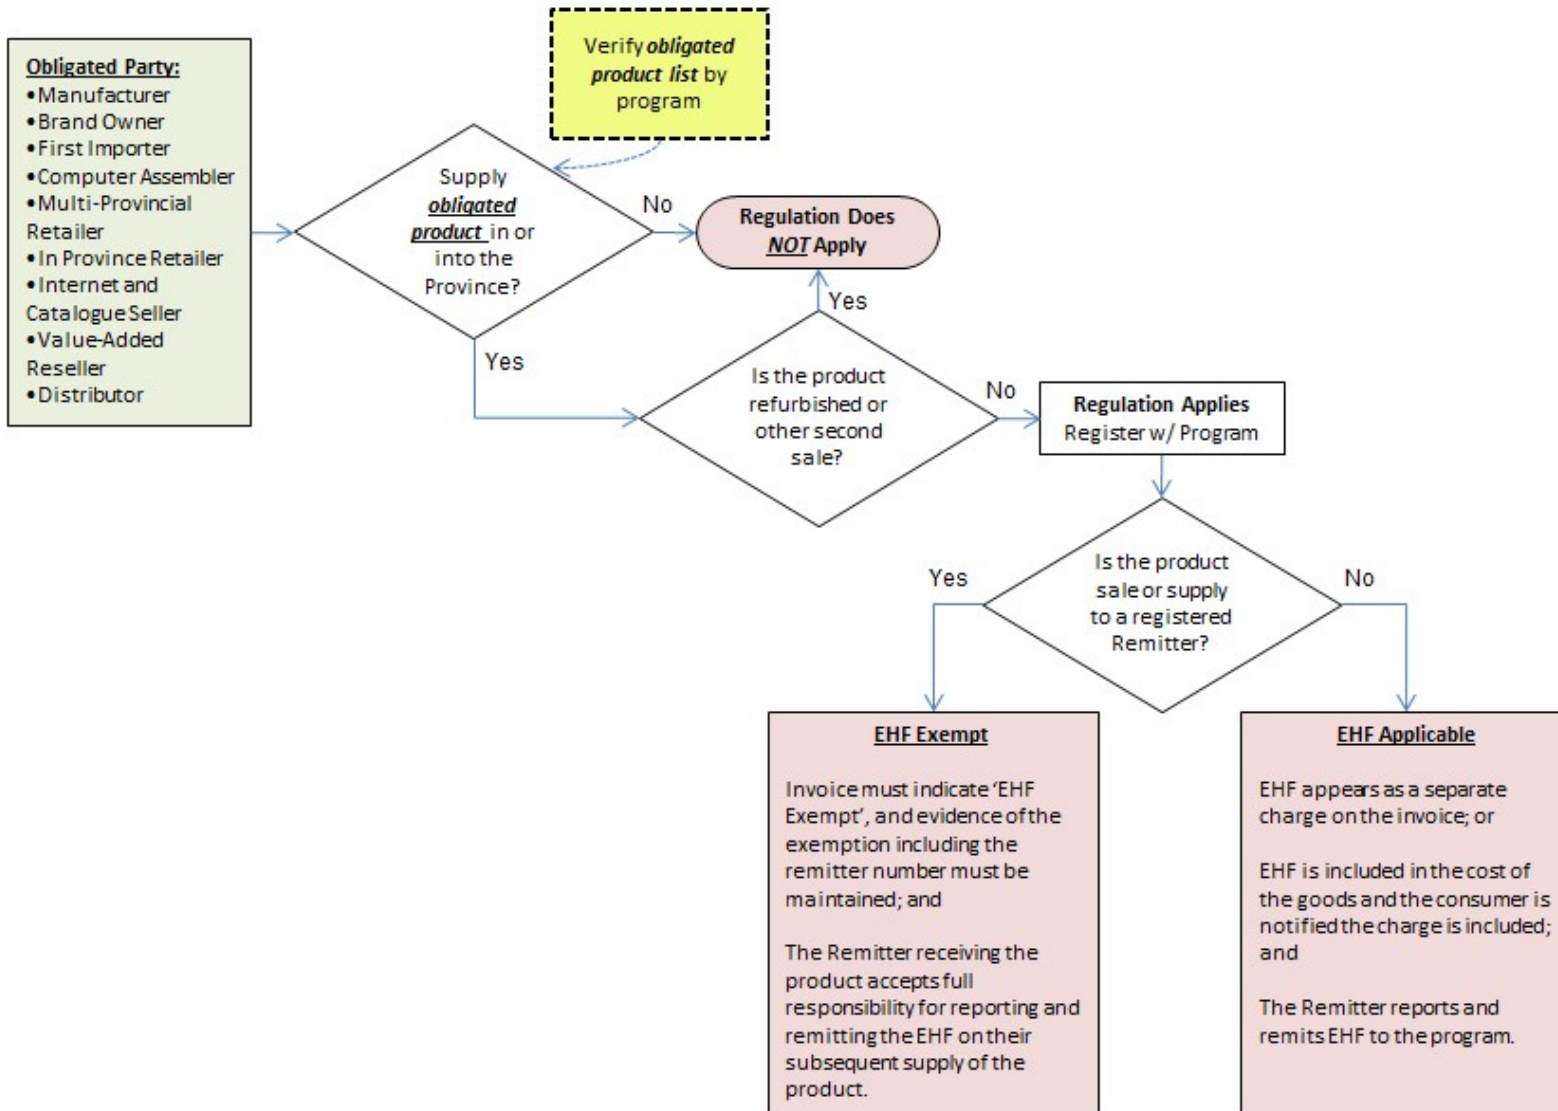 Obligated Party:
•Manufacturer
•Brand Owner
•First Importer
•Computer Assembler
•Multi-Provincial
Retailer
•In Province Retailer
•Internet and
Catalogue Seller
•Value-Added
Reseller
•Distributor
Verify obligated
product list by
program
Supply
obligated
product in or
into the
Province?
No
Regulation Does
NOT Apply
Yes
Yes
Is the product
refurbished or
other second
sale?
No
Regulation Applies
Register w/ Program
Is the product
sale or supply
to a registered
Remitter?
Yes
No
EHF Exempt
Invoice must indicate ‘EHF
Exempt’, and evidence of the
exemption including the
remitter number must be
maintained; and
The Remitter receiving the
product accepts full
responsibility for reporting and
remitting the EHF on their
subsequent supply of the
product.
EHF Applicable
EHF appears as a separate
charge on the invoice; or
EHF is included in the cost of
the goods and the consumer is
notified the charge is included;
and
The Remitter reports and
remits EHF to the program.